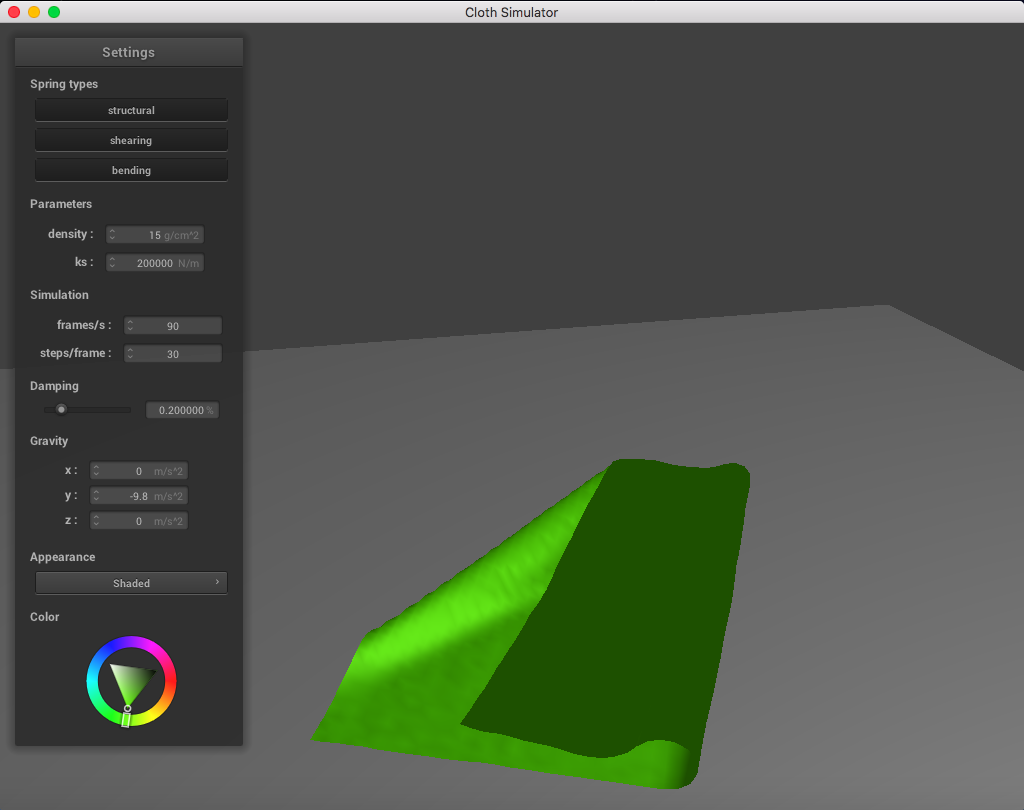 Cloth Simulator
Settings
Spring types
structural
shearing
bending
Parameters
density : 15 g/cm^2
ks : 200000 N/m
Simulation
frames/s : 90
steps/frame : 30
Damping
0.200000 %
Gravity
x : 0 m/s^2
y : -9.8 m/s^2
z : 0 m/s^2
Appearance
Shaded
Color